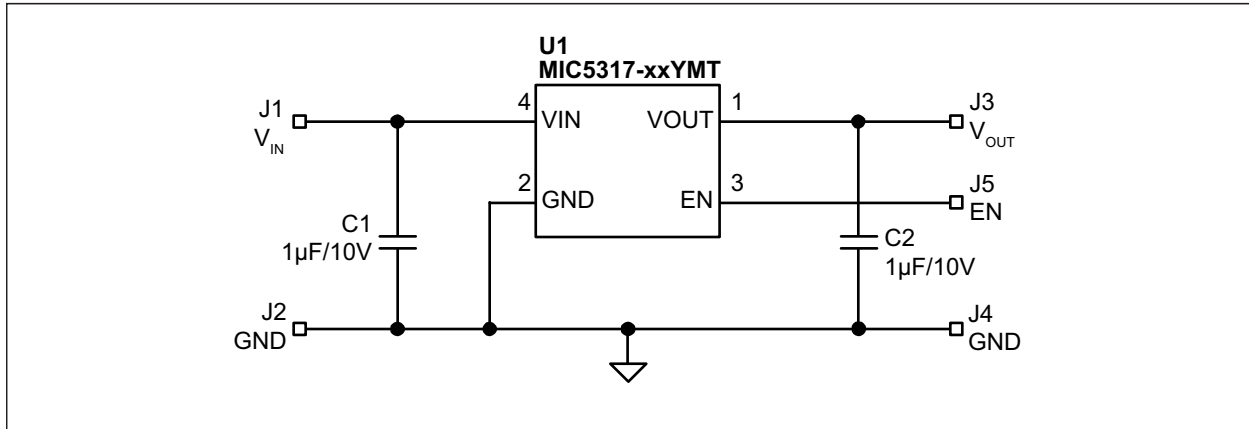 U1
MIC5317-xxYMT
J1
VIN
4
VIN
VOUT
1
J3
VOUT
2
GND
EN
3
J5
EN
C1
1µF/10V
C2
1µF/10V
J2
GND
J4
GND